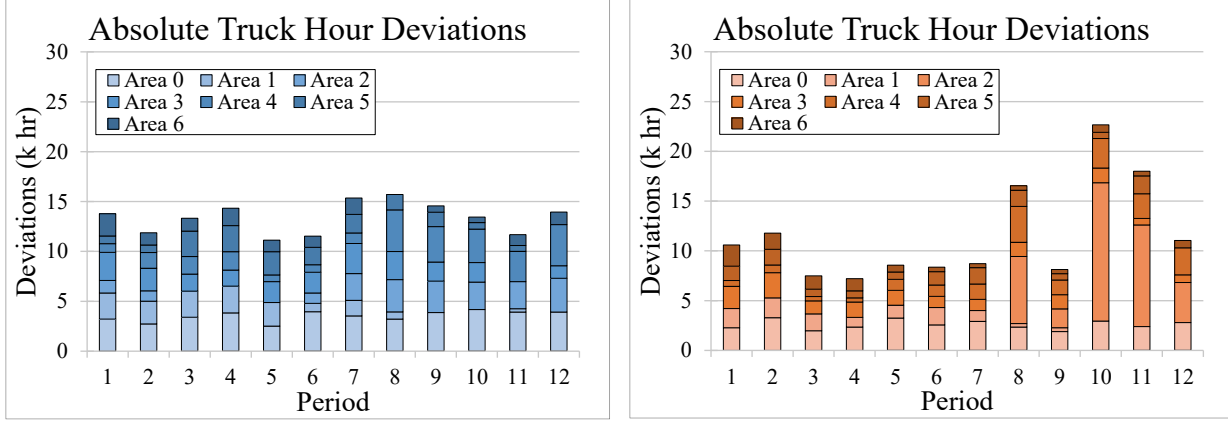 Absolute Truck Hour Deviations
30
25
20
15
10
5
0
Deviations (k hr)
Area 0 Area 1 Area 2
Area 3 Area 4 Area 5
Area 6
1 2 3 4 5 6 7 8 9 10 11 12
Period
Absolute Truck Hour Deviations
30
25
20
15
10
5
0
Deviations (k hr)
Area 0 Area 1 Area 2
Area 3 Area 4 Area 5
Area 6
1 2 3 4 5 6 7 8 9 10 11 12
Period